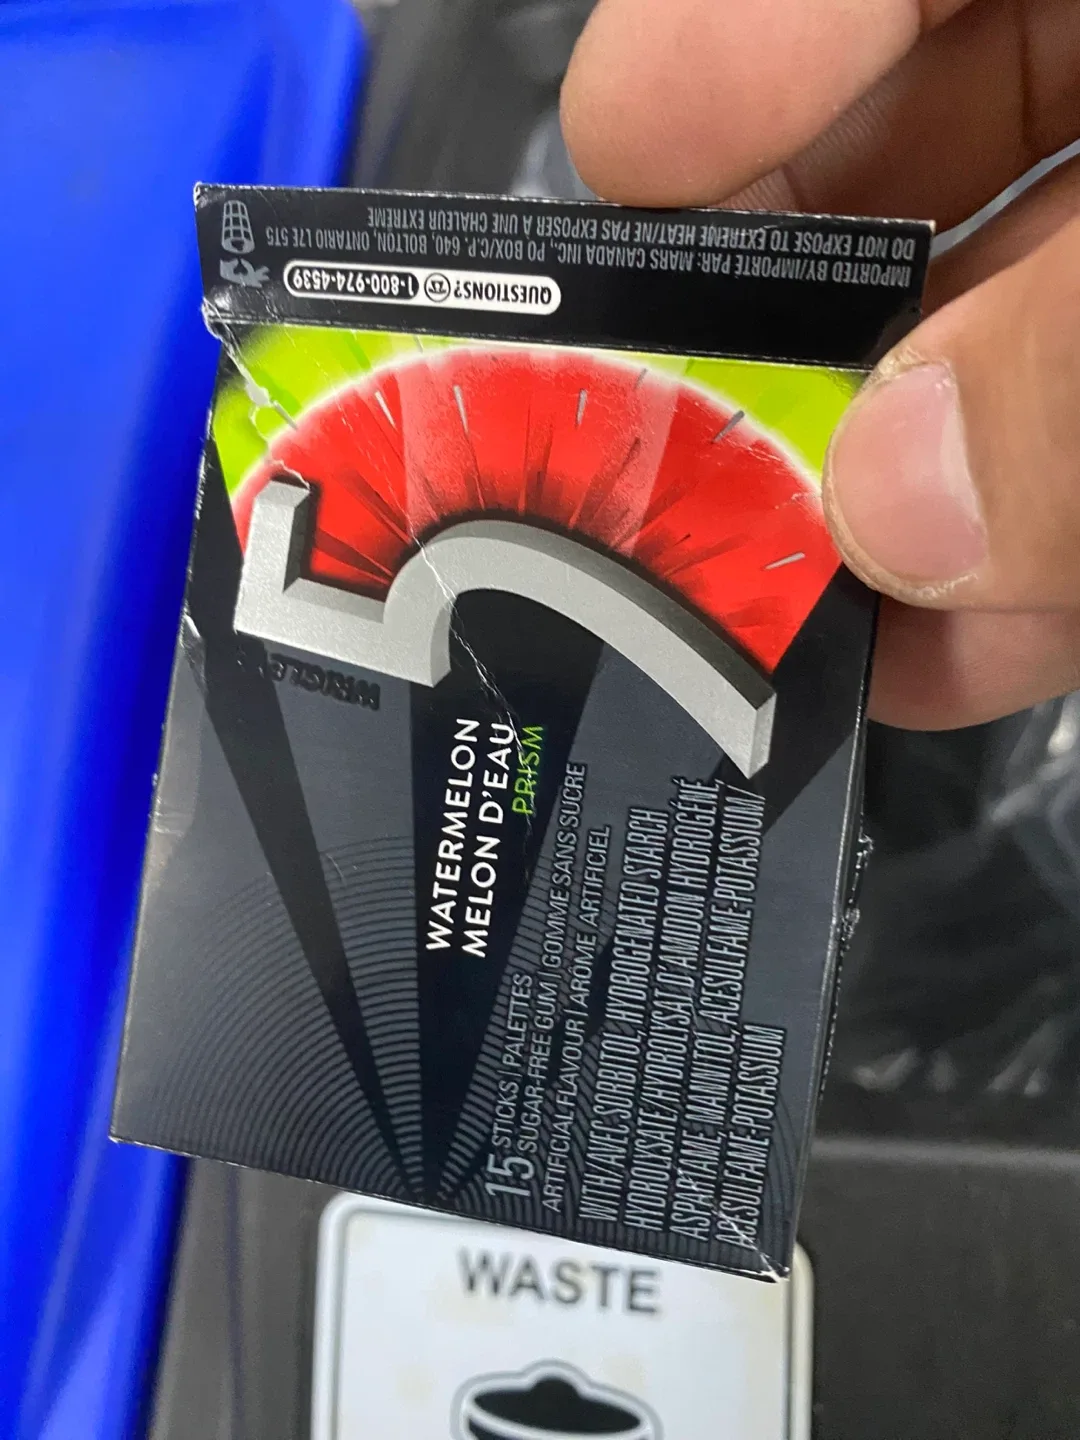 IMPORTED BY/IMPORTÉ PAR: MARS CANADA INC., PO BOX/C.P. 640, BOLTON, ONTARIO L7E 5T5
DO NOT EXPOSE TO EXTREME HEAT/NE PAS EXPOSER A UNE CHALEUR EXTREME
QUESTIONS? 1-800-974-4539
5
WRIGLEY
WATERMELON
MELON D'EAU
PRISM
15 STICKS | PALETTES
SUGAR-FREE GUM | GOMME SANS SUCRE
ARTIFICIAL FLAVOUR | ARÔME ARTIFICIEL
WITH/AVEC SORBITOL, HYDROGENATED STARCH
HYDROLYSATE/HYDROLYSAT D'AMIDON HYDROGÉNÉ,
ASPARTAME, MANNITOL, ACESULFAME-POTASSIUM/
ACÉSULFAME-POTASSIUM
WASTE